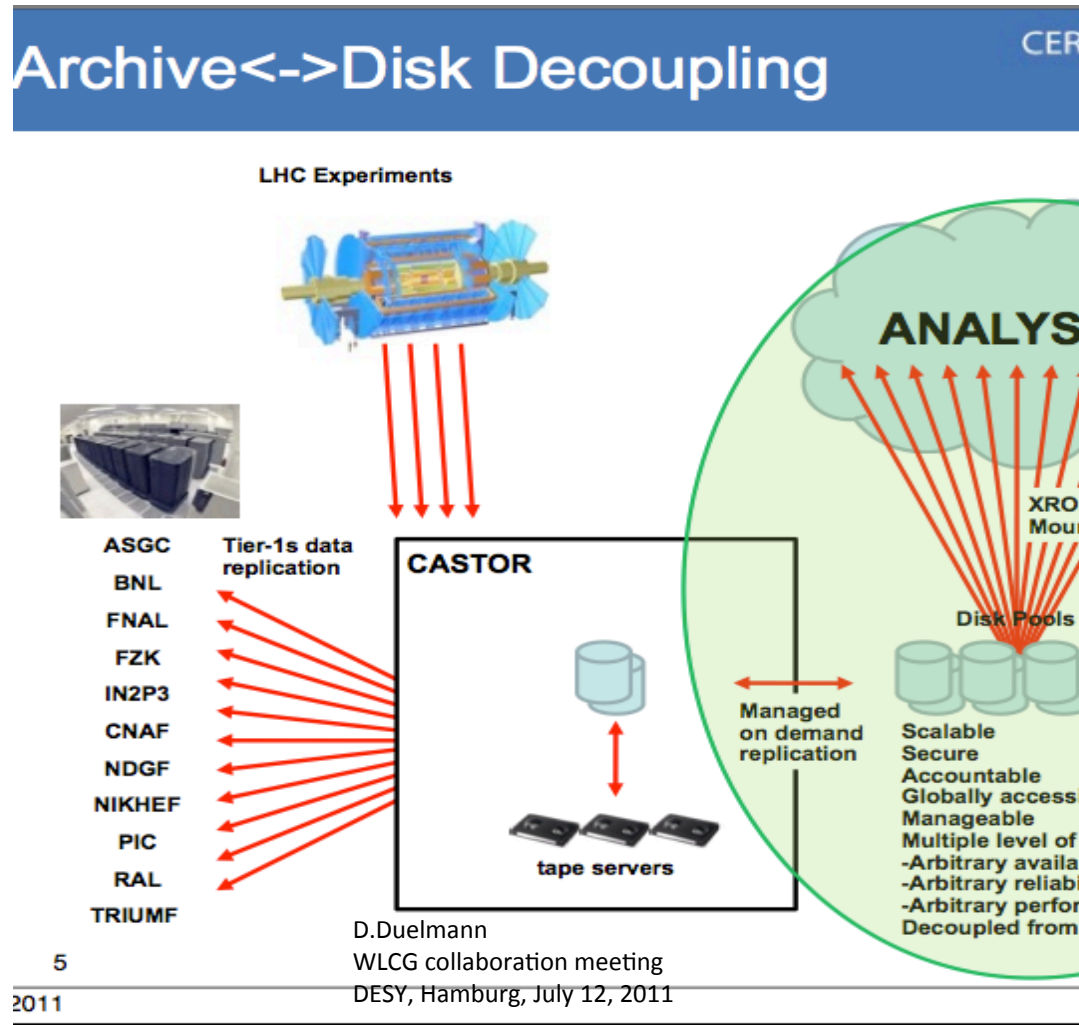 Archive<->Disk Decoupling
CER
LHC Experiments
ANALYS
XRO
Moun
ASGC
BNL
FNAL
FZK
IN2P3
CNAF
NDGF
NIKHEF
PIC
RAL
TRIUMF
Tier-1s data
replication
CASTOR
tape servers
Managed
on demand
replication
Disk Pools
Scalable
Secure
Accountable
Globally access
Manageable
Multiple level of
-Arbitrary availa
-Arbitrary reliabi
-Arbitrary perfor
Decoupled from
D.Duelmann
WLCG collaboration meeting
DESY, Hamburg, July 12, 2011
5
2011